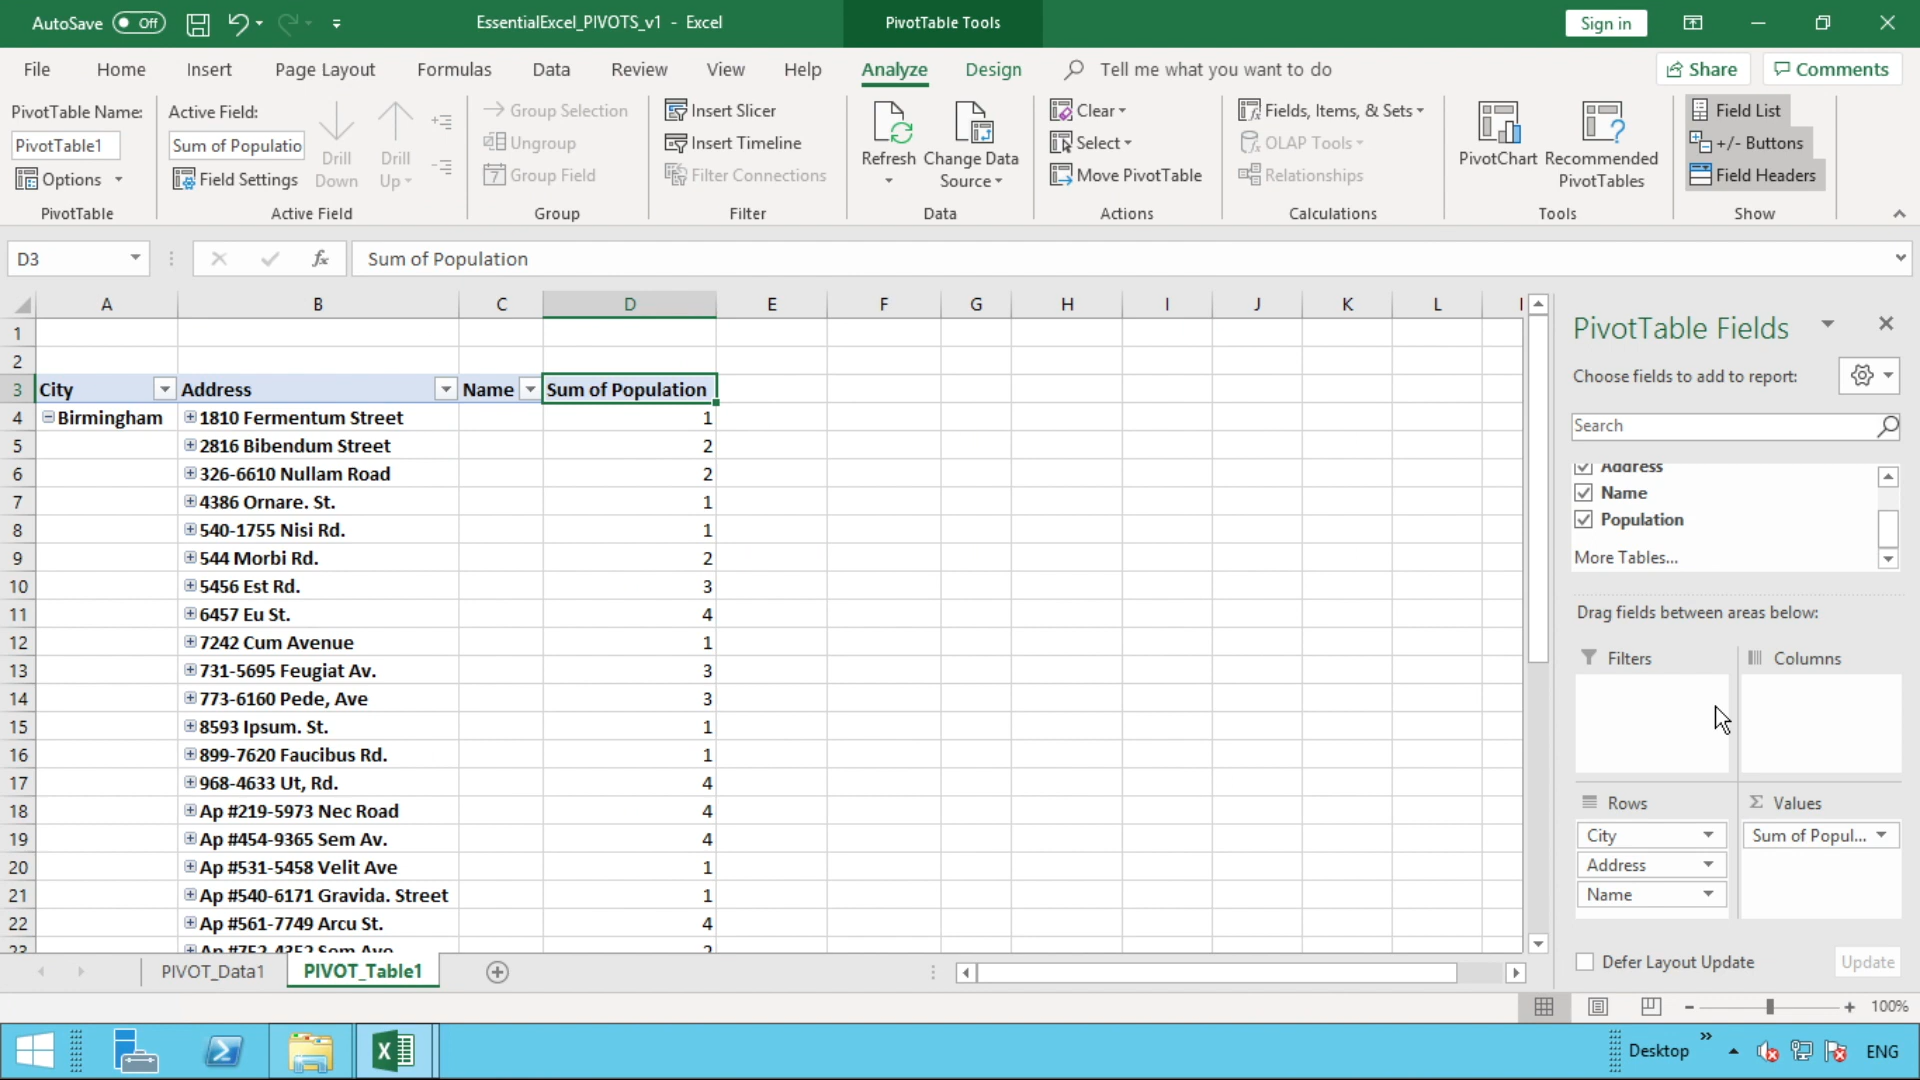 AutoSave Off
EssentialExcel_PIVOTS_v1 - Excel
PivotTable Tools
Sign in
File Home Insert Page Layout Formulas Data Review View Help Analyze Design Tell me what you want to do Share Comments
PivotTable Name:
PivotTable1
Options
PivotTable
Active Field:
Sum of Populatio
Field Settings
Drill Down
Drill Up
Active Field
Group Selection
Ungroup
Group Field
Group
Insert Slicer
Insert Timeline
Filter Connections
Filter
Refresh
Change Data Source
Data
Clear
Select
Move PivotTable
Actions
Fields, Items, & Sets
OLAP Tools
Relationships
Calculations
PivotChart
Recommended PivotTables
Tools
Field List
+/- Buttons
Field Headers
Show
D3 fx Sum of Population
A B C D E F G H I J K L
1
2
3 City Address Name Sum of Population
4 Birmingham 1810 Fermentum Street 1
5 2816 Bibendum Street 2
6 326-6610 Nullam Road 2
7 4386 Ornare. St. 1
8 540-1755 Nisi Rd. 1
9 544 Morbi Rd. 2
10 5456 Est Rd. 3
11 6457 Eu St. 4
12 7242 Cum Avenue 1
13 731-5695 Feugiat Av. 3
14 773-6160 Pede, Ave 3
15 8593 Ipsum. St. 1
16 899-7620 Faucibus Rd. 1
17 968-4633 Ut, Rd. 4
18 Ap #219-5973 Nec Road 4
19 Ap #454-9365 Sem Av. 4
20 Ap #531-5458 Velit Ave 1
21 Ap #540-6171 Gravida. Street 1
22 Ap #561-7749 Arcu St. 4
23 Ap #752-4352 Sem Ave 2
PivotTable Fields
Choose fields to add to report:
Search
Address
Name
Population
More Tables...
Drag fields between areas below:
Filters
Columns
Rows
City
Address
Name
Σ Values
Sum of Popul...
Defer Layout Update
Update
PIVOT_Data1 PIVOT_Table1
100%
Desktop
ENG